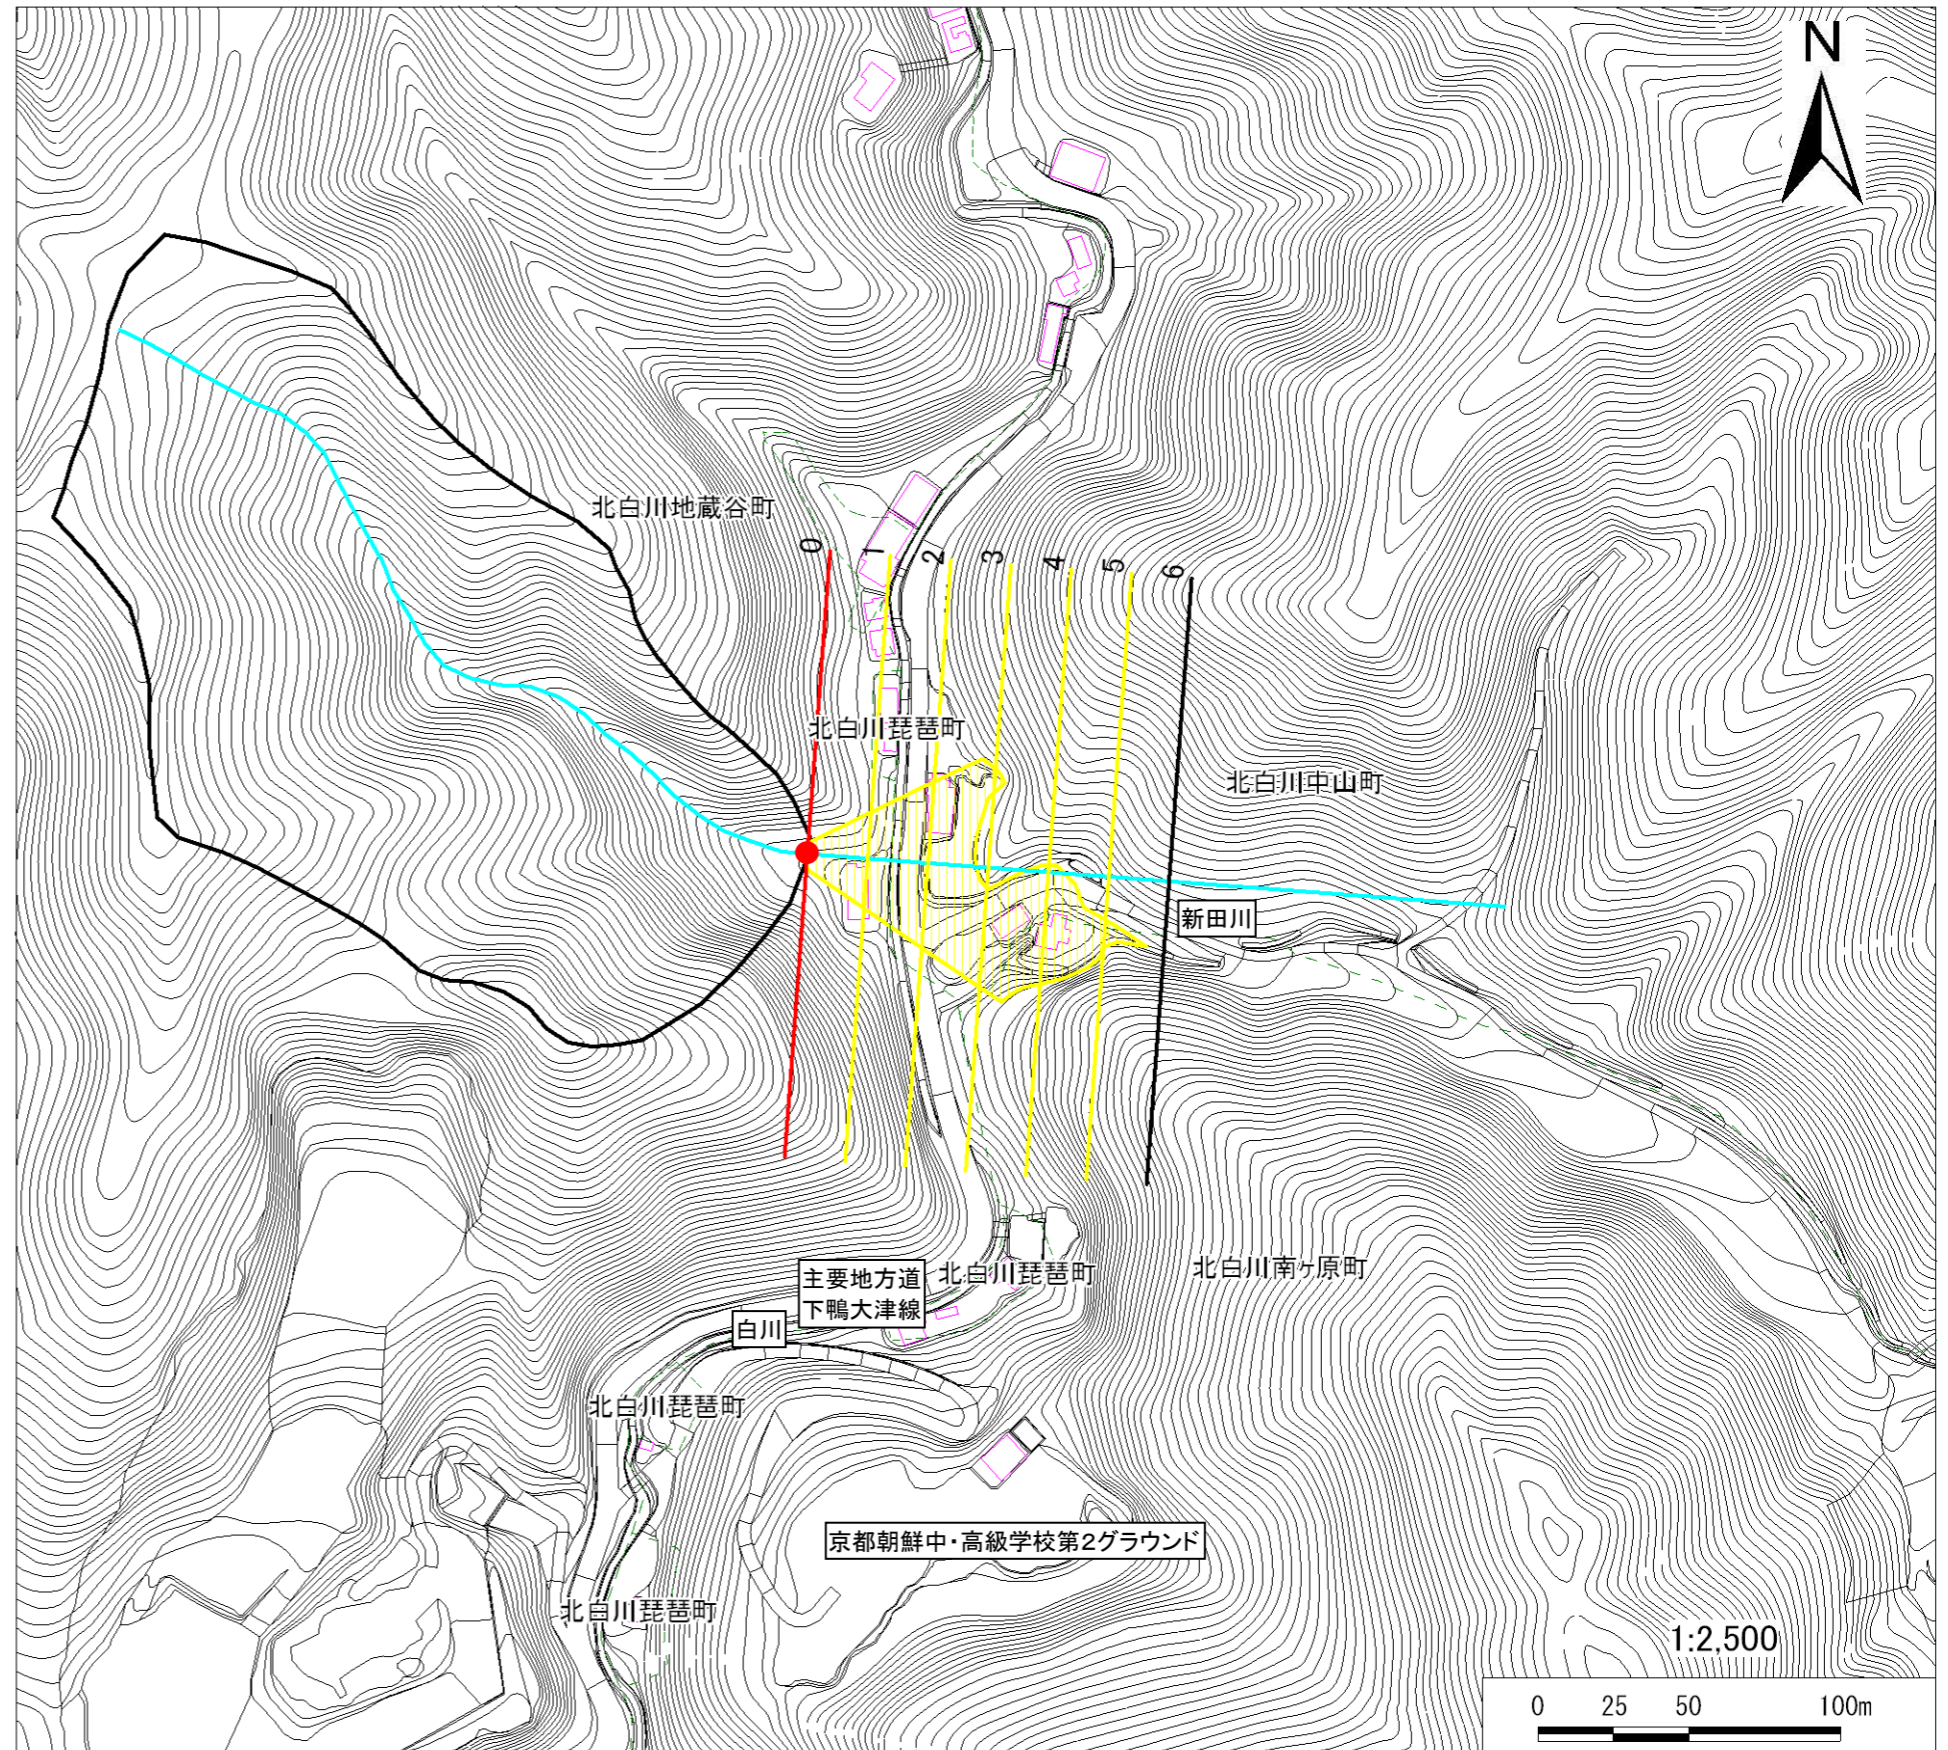 N
北白川地蔵谷町
0
1
2
3
4
5
6
北白川琵琶町
北白川中山町
新田川
主要地方道
下鴨大津線
北白川琵琶町
北白川南ヶ原町
白川
北白川琵琶町
京都朝鮮中・高級学校第2グラウンド
北白川琵琶町
1:2,500
0 25 50 100m